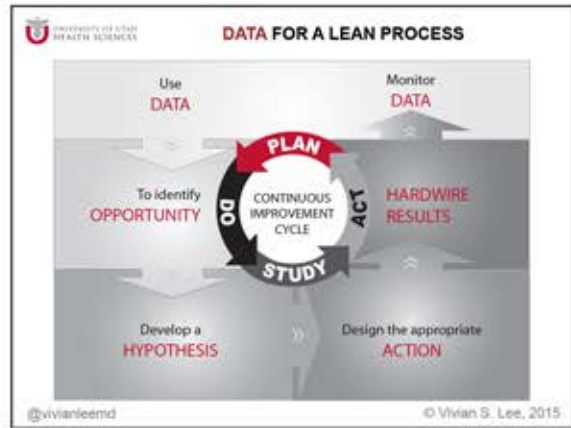 UNIVERSITY OF UTAH
HEALTH SCIENCES
DATA FOR A LEAN PROCESS
Use
DATA
To identify
OPPORTUNITY
Develop a
HYPOTHESIS
PLAN
DO
STUDY
ACT
CONTINUOUS
IMPROVEMENT
CYCLE
Design the appropriate
ACTION
HARDWIRE
RESULTS
Monitor
DATA
@vivianleemd
© Vivian S. Lee, 2015